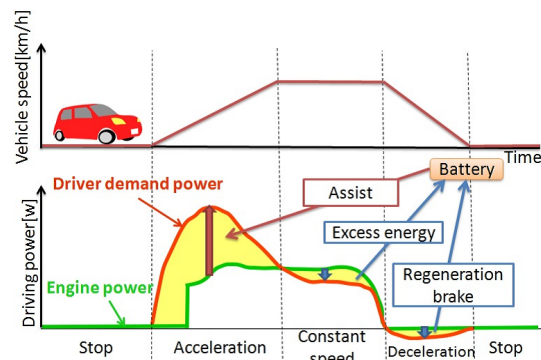 Vehicle speed[km/h]
Time
Battery
Driver demand power
Assist
Excess energy
Regeneration
brake
Engine power
Driving power[w]
Stop
Acceleration
Constant
speed
Deceleration
Stop